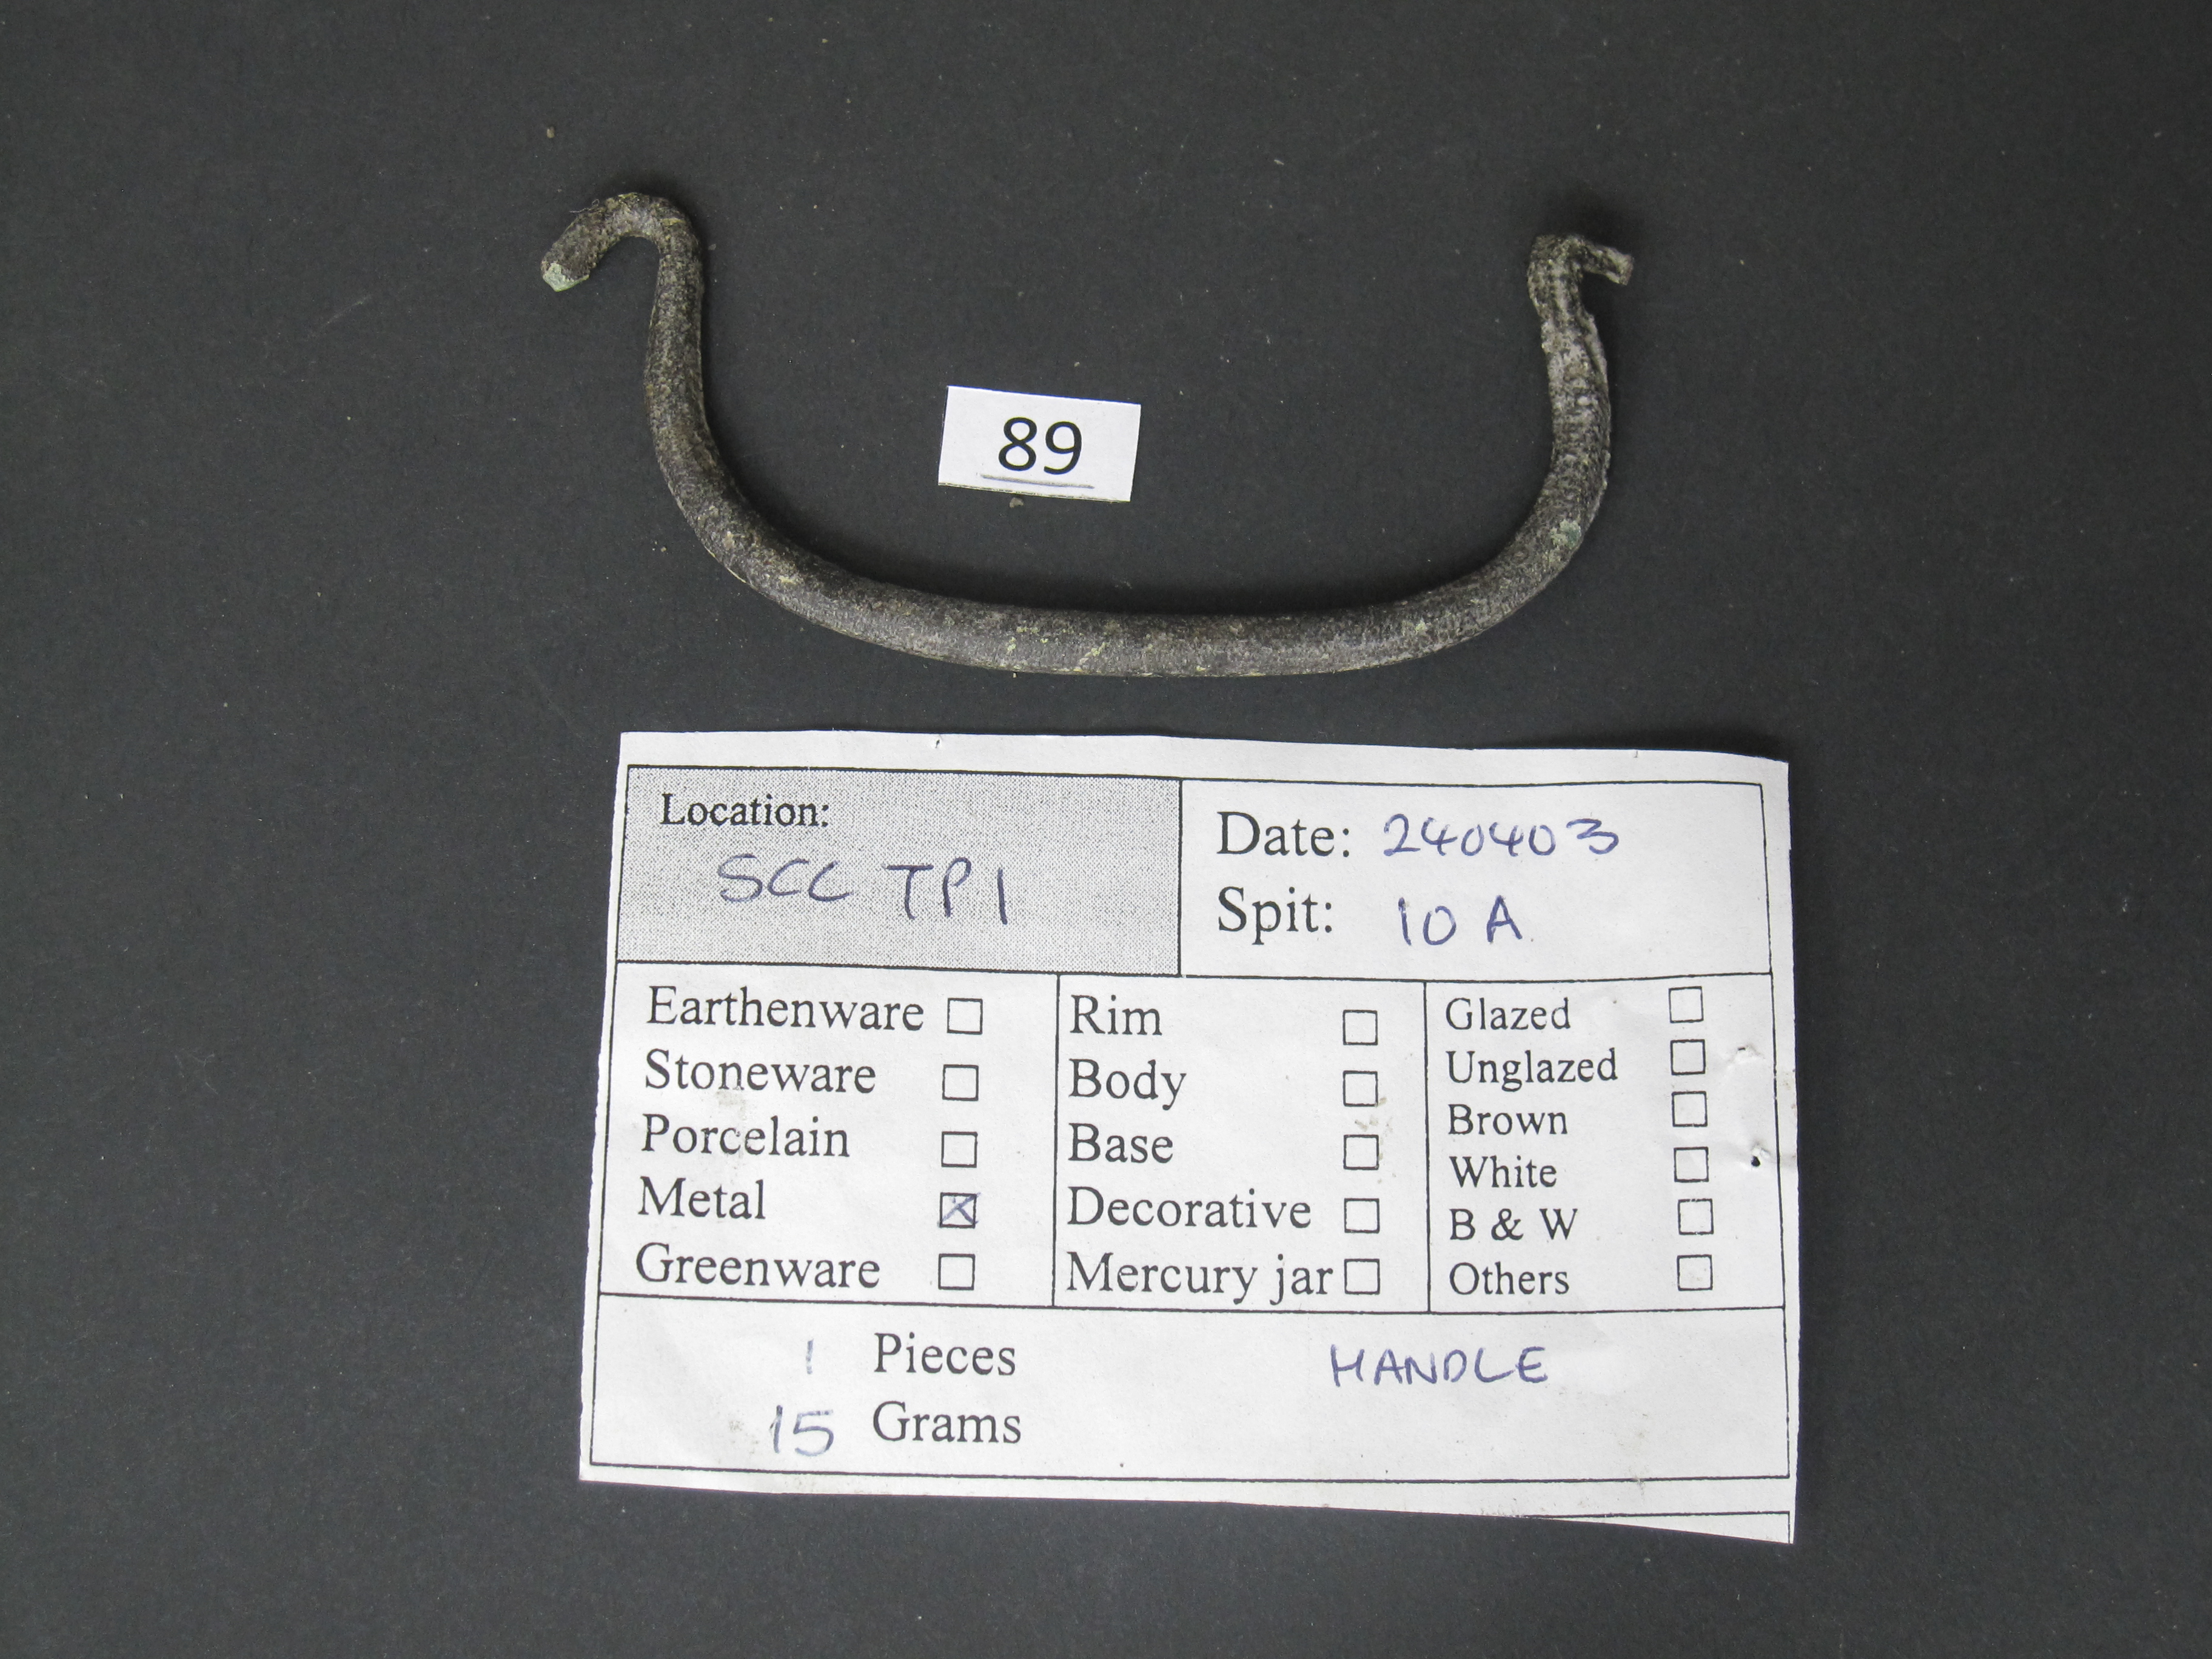 89
Location:
SCC TP1
Date: 240403
Spit: 10 A
Earthenware ☐
Stoneware ☐
Porcelain ☐
Metal ☒
Greenware ☐
Rim ☐
Body ☐
Base ☐
Decorative ☐
Mercury jar ☐
Glazed ☐
Unglazed ☐
Brown ☐
White ☐
B & W ☐
Others ☐
1 Pieces
15 Grams
HANDLE